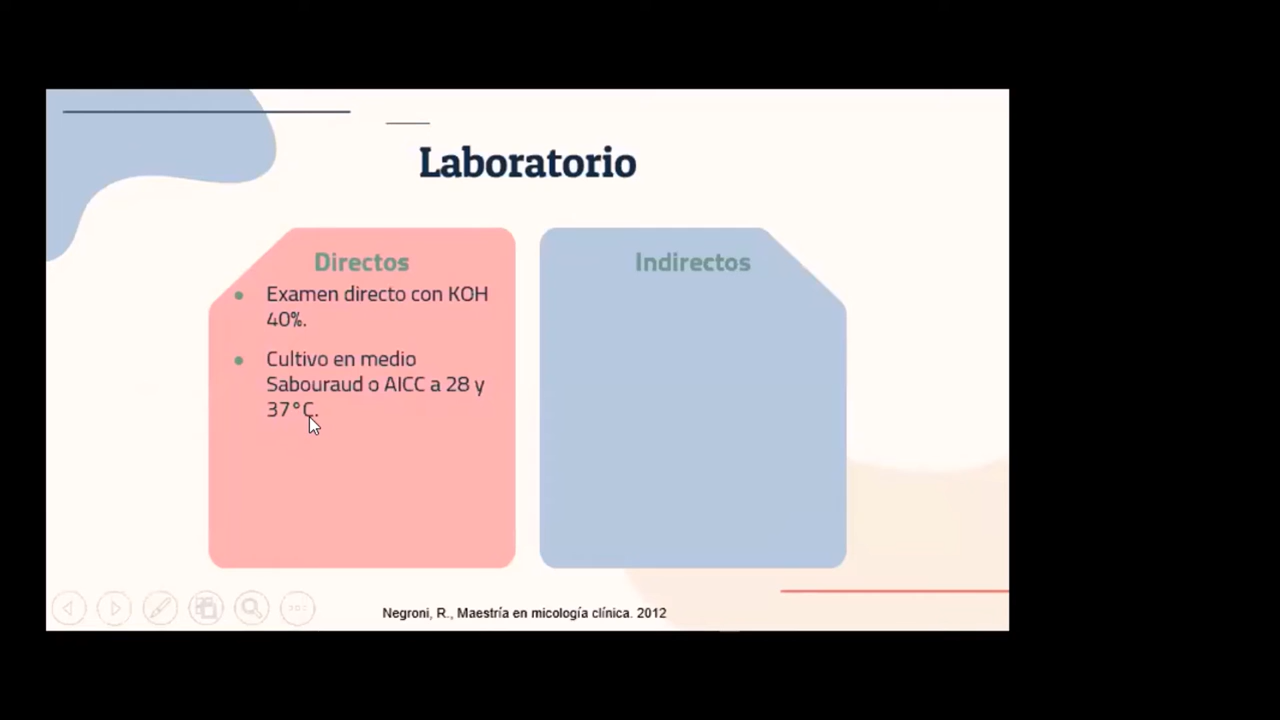 Laboratorio
Directos
Examen directo con KOH
40%.
Cultivo en medio
Sabouraud o AICC a 28 y
37°C.
Indirectos
Negroni, R., Maestría en micología clínica. 2012